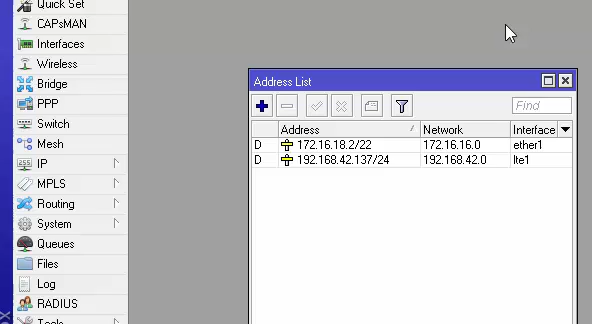 Quick Set
CAPsMAN
Interfaces
Wireless
Bridge
PPP
Switch
Mesh
IP
MPLS
Routing
System
Queues
Files
Log
RADIUS
Tools
Address List
Find
Address Network Interface
D 172.16.18.2/22 172.16.16.0 ether1
D 192.168.42.137/24 192.168.42.0 lte1